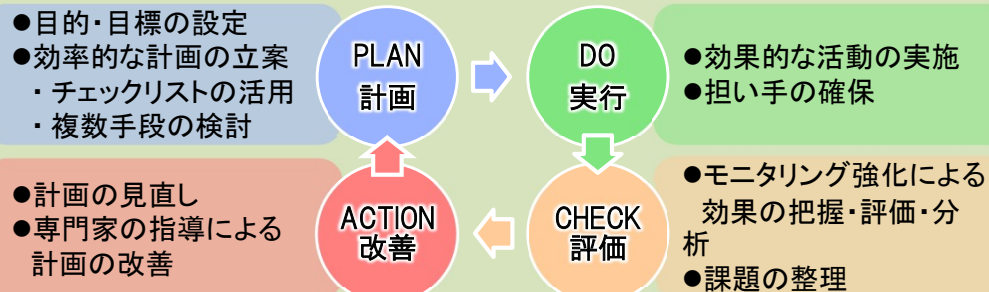 ●目的・目標の設定
●効率的な計画の立案
・チェックリストの活用
・複数手段の検討
PLAN
計画
DO
実行
●効果的な活動の実施
●担い手の確保
●計画の見直し
●専門家の指導による
計画の改善
ACTION
改善
CHECK
評価
●モニタリング強化による
効果の把握・評価・分
析
●課題の整理